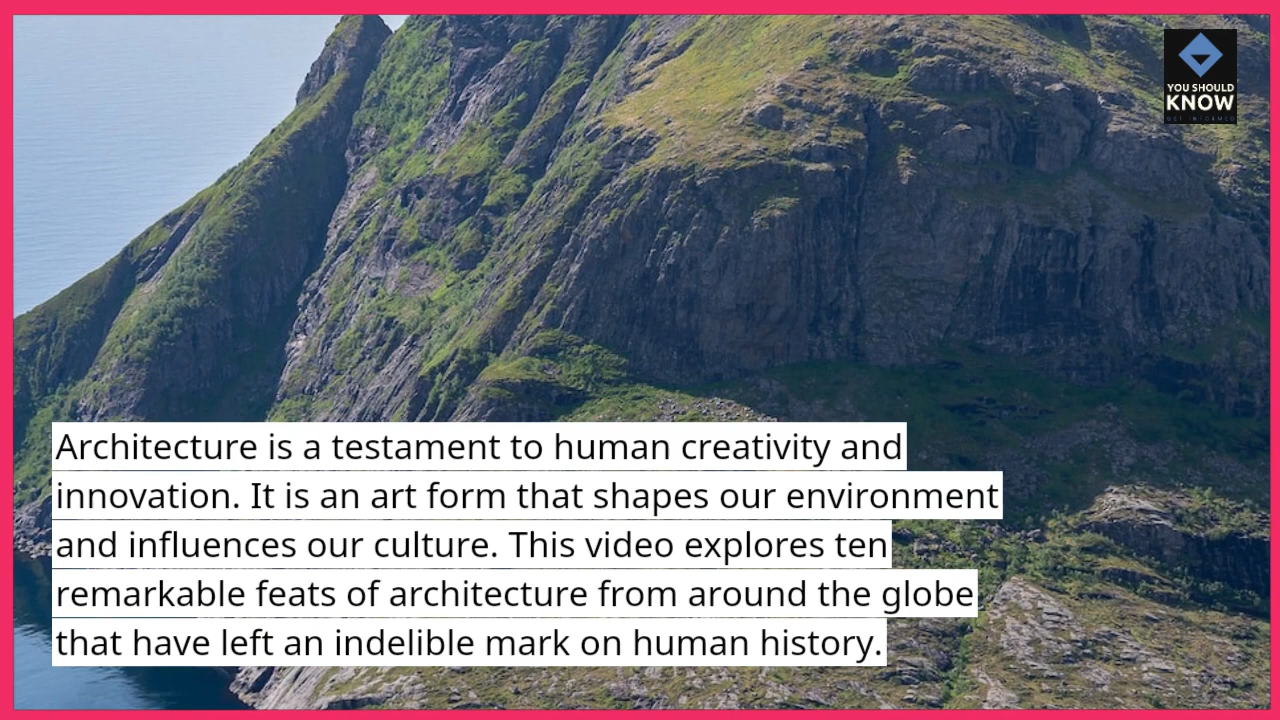 YOU SHOULD
KNOW
GET INFORMED
Architecture is a testament to human creativity and
innovation. It is an art form that shapes our environment
and influences our culture. This video explores ten
remarkable feats of architecture from around the globe
that have left an indelible mark on human history.